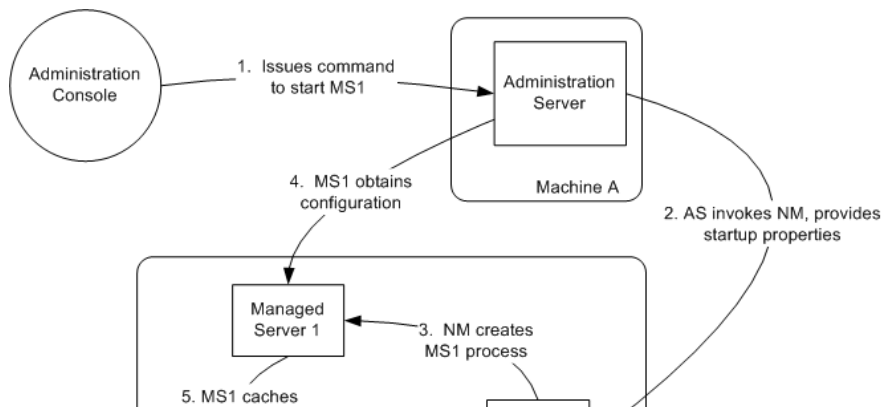 Administration
Console
1. Issues command
to start MS1
Administration
Server
Machine A
4. MS1 obtains
configuration
2. AS invokes NM, provides
startup properties
Managed
Server 1
3. NM creates
MS1 process
5. MS1 caches